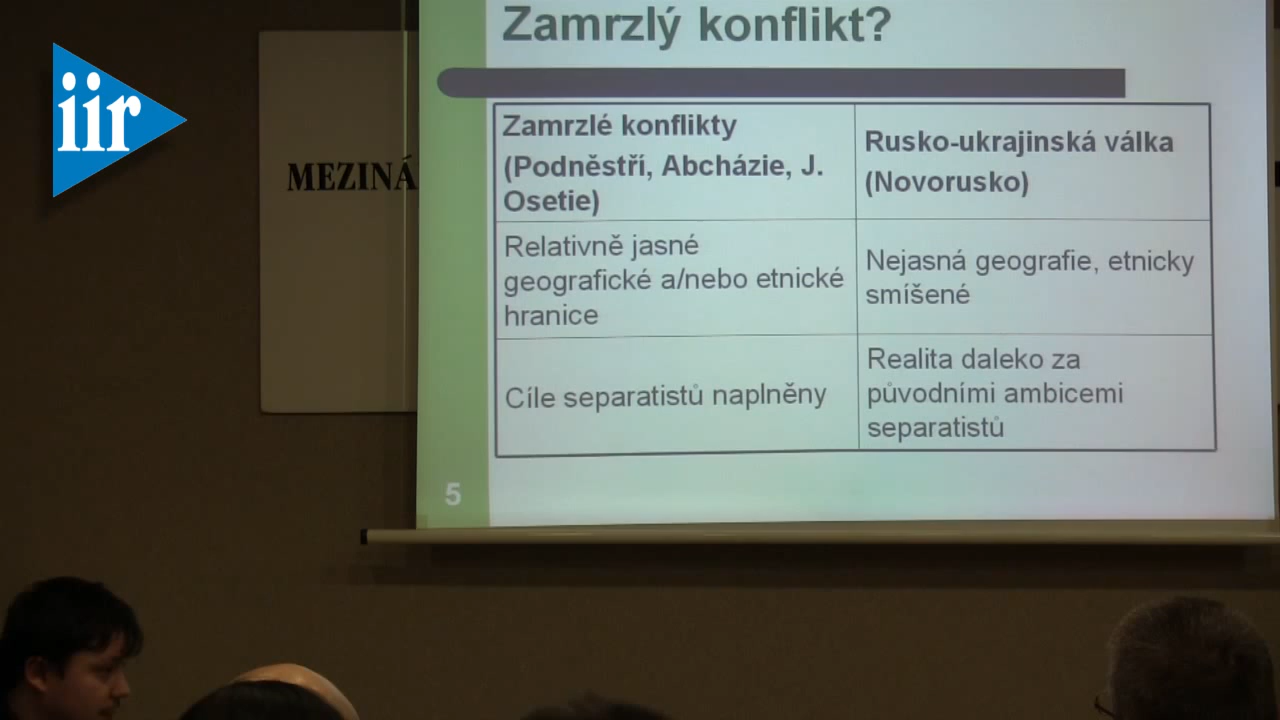 iir
MEZINÁ
Zamrzlý konflikt?
Zamrzlé konflikty
(Podněstří, Abcházie, J.
Osetie)
Rusko-ukrajinská válka
(Novorusko)
Relativně jasné
geografické a/nebo etnické
hranice
Nejasná geografie, etnicky
smíšené
Cíle separatistů naplněny
Realita daleko za
původními ambicemi
separatistů
5